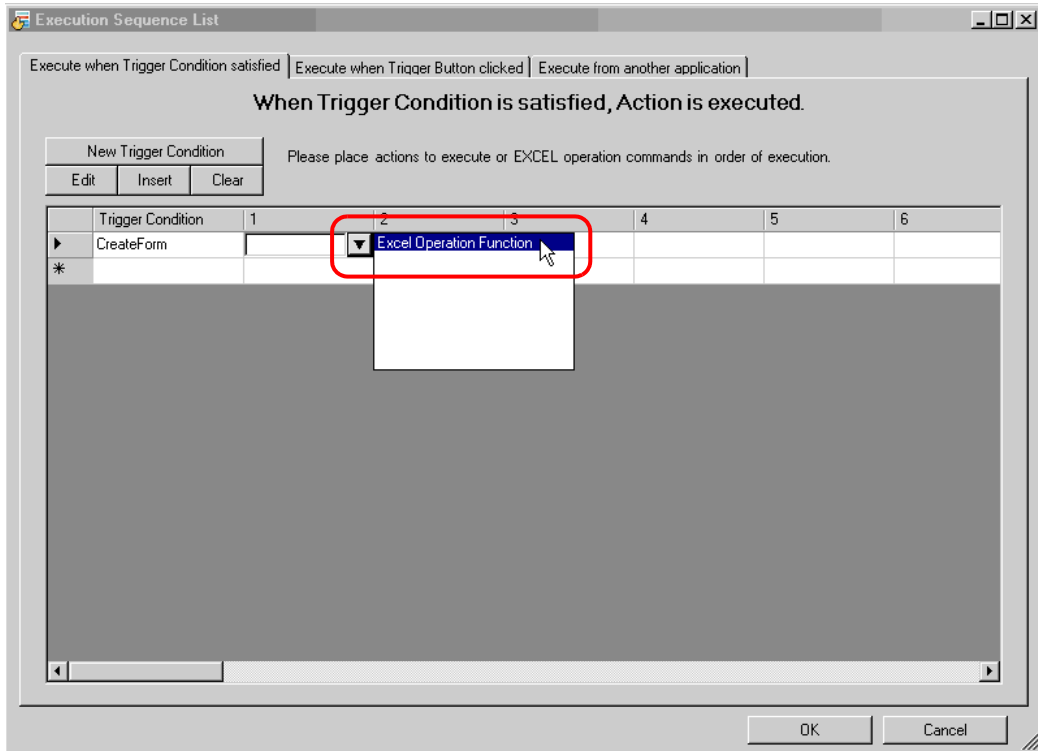 Execution Sequence List
Execute when Trigger Condition satisfied Execute when Trigger Button clicked Execute from another application
When Trigger Condition is satisfied, Action is executed.
New Trigger Condition
Please place actions to execute or EXCEL operation commands in order of execution.
Edit Insert Clear
Trigger Condition 1 2 3 4 5 6
CreateForm Excel Operation Function
OK Cancel